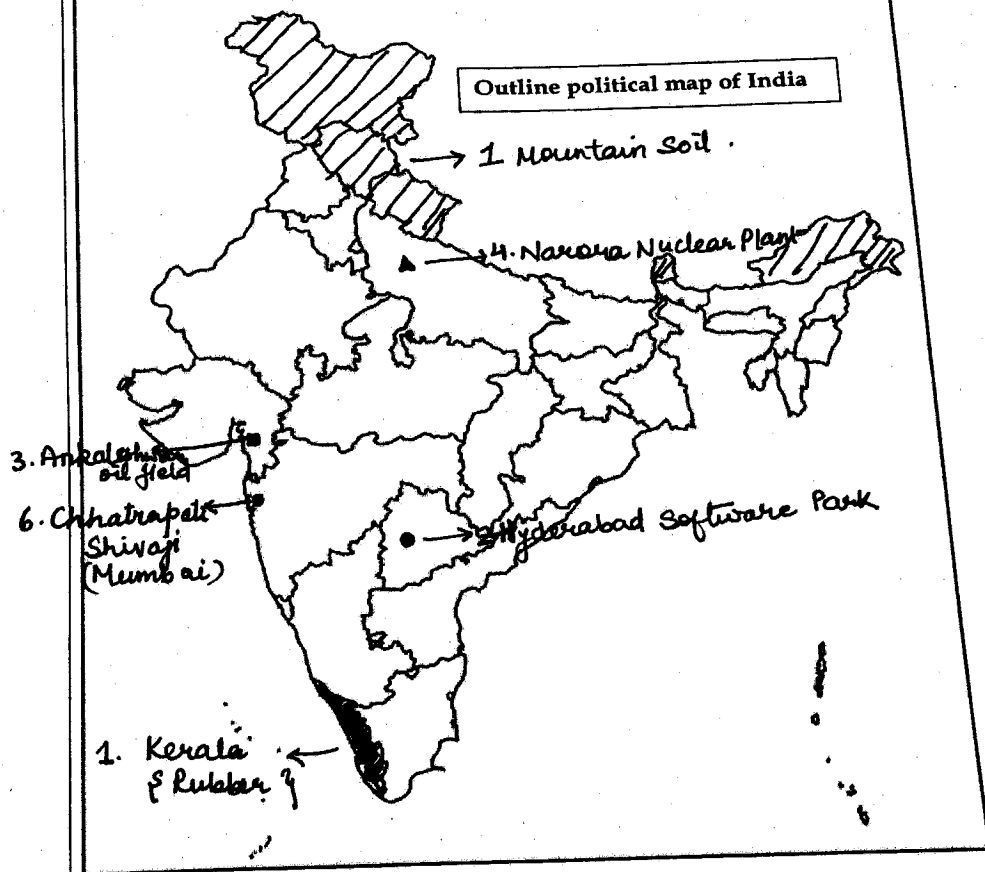 Outline political map of India
1 Mountain Soil .
4. Narora Nuclear Plant
3. Ankaleshwar
oil field
6. Chhatrapati
Shivaji
(Mumbai)
Hyderabad Software Park
1. Kerala
{ Rubber }